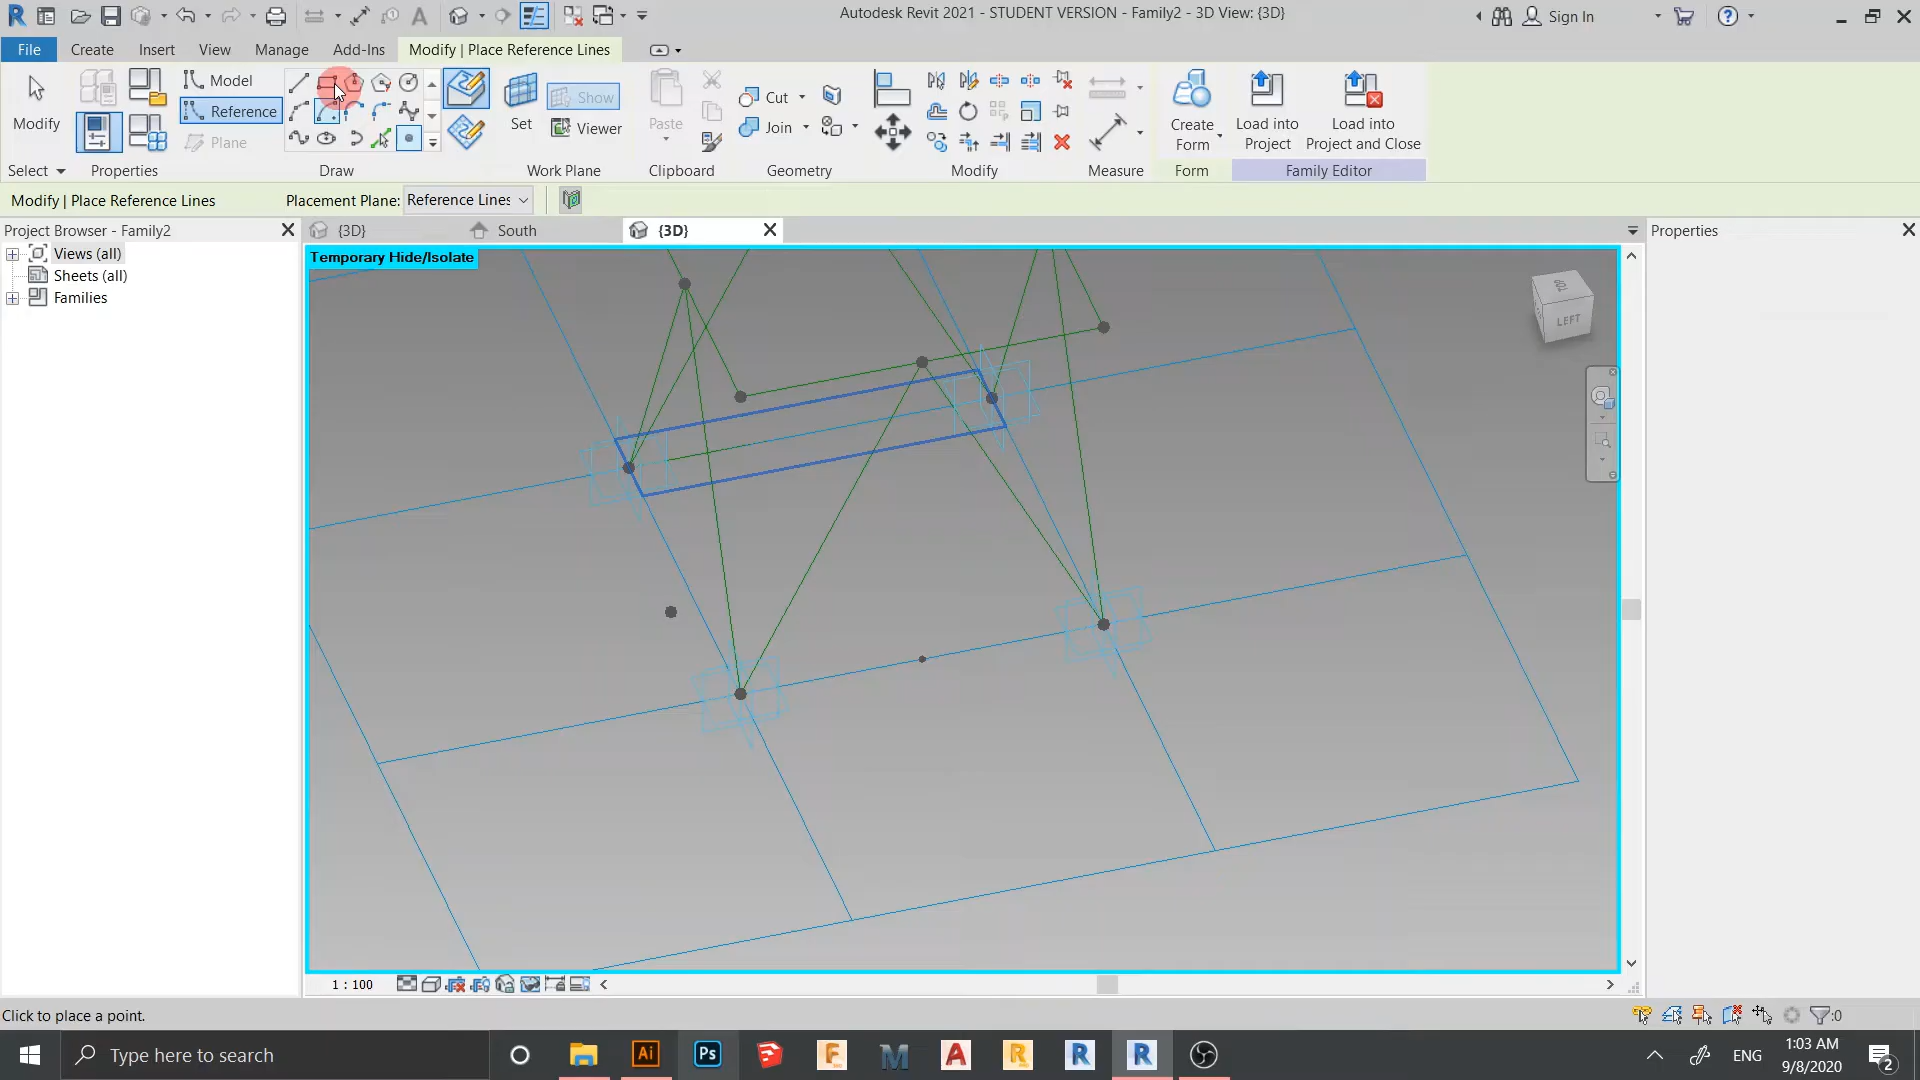 Autodesk Revit 2021 - STUDENT VERSION - Family2 - 3D View: {3D}
Sign In
File
Create
Insert
View
Manage
Add-Ins
Modify | Place Reference Lines
Modify
Model
Reference
Plane
Set
Show
Viewer
Paste
Cut
Join
Create
Form
Load into
Project
Load into
Project and Close
Select
Properties
Draw
Work Plane
Clipboard
Geometry
Modify
Measure
Form
Family Editor
Modify | Place Reference Lines
Placement Plane:
Reference Lines
Project Browser - Family2
{3D}
South
{3D}
Properties
Views (all)
Sheets (all)
Families
Temporary Hide/Isolate
TOP
LEFT
1 : 100
Click to place a point.
:0
Type here to search
Ai
Ps
ENG
1:03 AM
9/8/2020
2